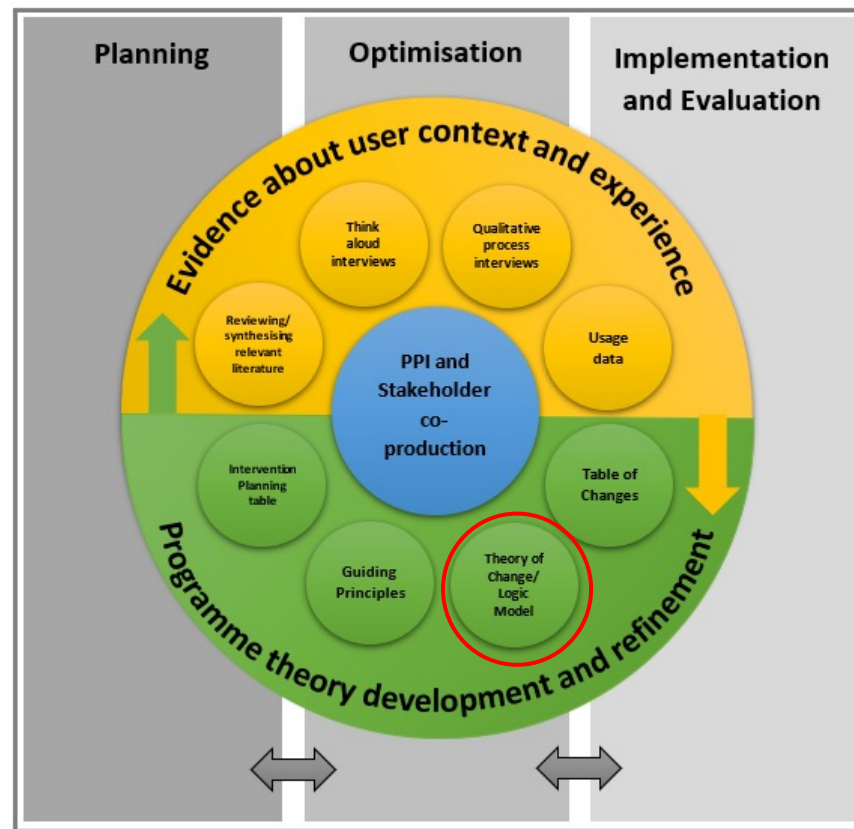 Planning
Optimisation
Implementation
and Evaluation
Evidence about user context and experience
Think
aloud
interviews
Qualitative
process
interviews
Reviewing/
synthesising
relevant
literature
Usage
data
PPI and
Stakeholder
co-
production
Intervention
Planning
table
Table of
Changes
Guiding
Principles
Theory of
Change/
Logic
Model
Programme theory development and refinement